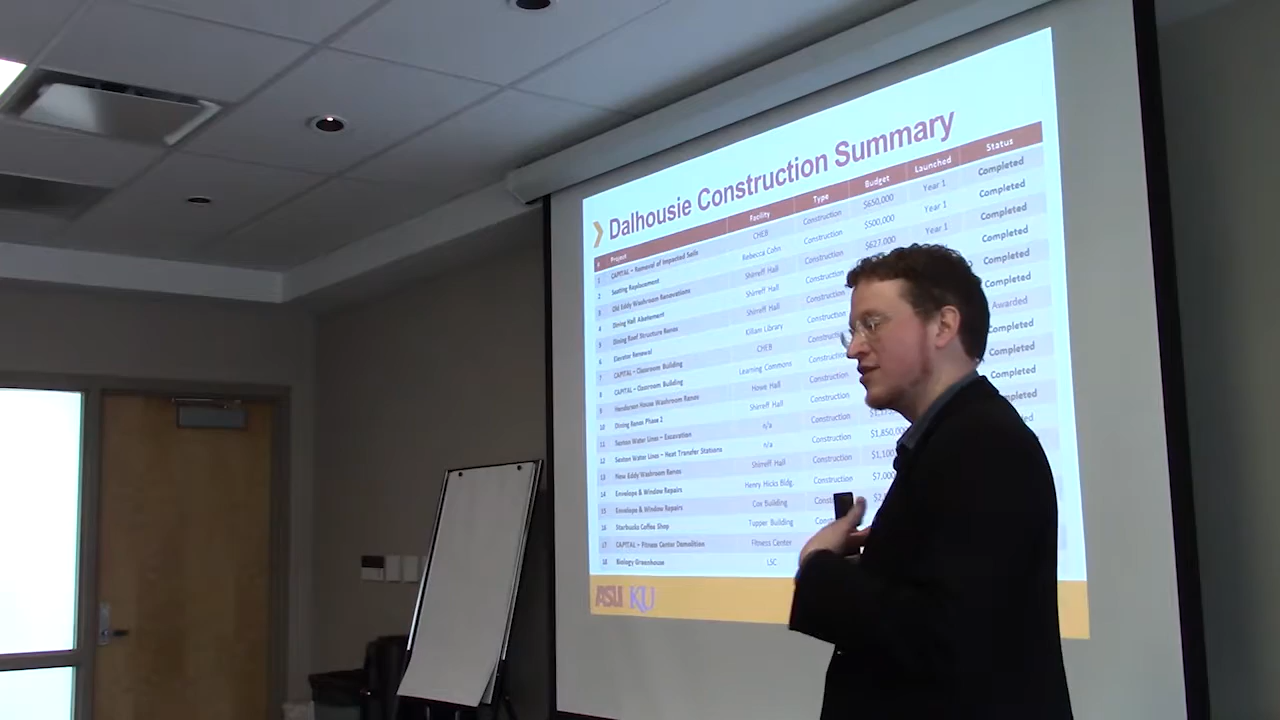 Dalhousie Construction Summary
# Project Facility Type Budget Launched Status
1 CAPITAL – Removal of Impacted Soils CHEB Construction $650,000 Year 1 Completed
2 Seating Replacement Rebecca Cohn Construction $500,000 Year 1 Completed
3 Old Eddy Washroom Renovations Shirreff Hall Construction $627,000 Year 1 Completed
4 Dining Hall Abatement Shirreff Hall Construction Completed
5 Dining Roof Structure Renos Shirreff Hall Construction Completed
6 Elevator Renewal Killam Library Construction Completed
7 CAPITAL – Classroom Building CHEB Construction Awarded
8 CAPITAL – Classroom Building Learning Commons Construction Completed
9 Henderson House Washroom Renos Howe Hall Construction Completed
10 Dining Renos Phase 2 Shirreff Hall Construction Completed
11 Sexton Water Lines – Excavation n/a Construction
12 Sexton Water Lines – Heat Transfer Stations n/a Construction $1,850,000
13 New Eddy Washroom Renos Shirreff Hall Construction $1,100,
14 Envelope & Window Repairs Henry Hicks Bldg. Construction $7,000
15 Envelope & Window Repairs Cox Building
16 Starbucks Coffee Shop Tupper Building
17 CAPITAL – Fitness Center Demolition Fitness Center
18 Biology Greenhouse LSC
ASU KU